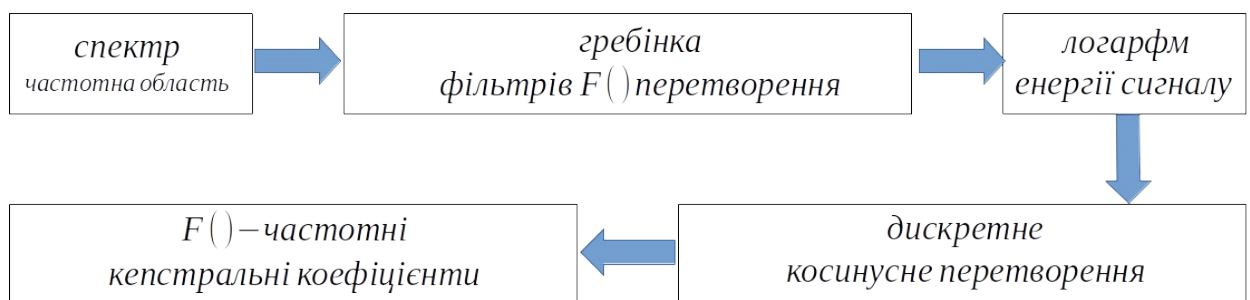 спектр
частотна область
гребінка
фільтрів F() перетворення
логарфм
енергії сигналу
F()−частотні
кепстральні коефіцієнти
дискретне
косинусне перетворення